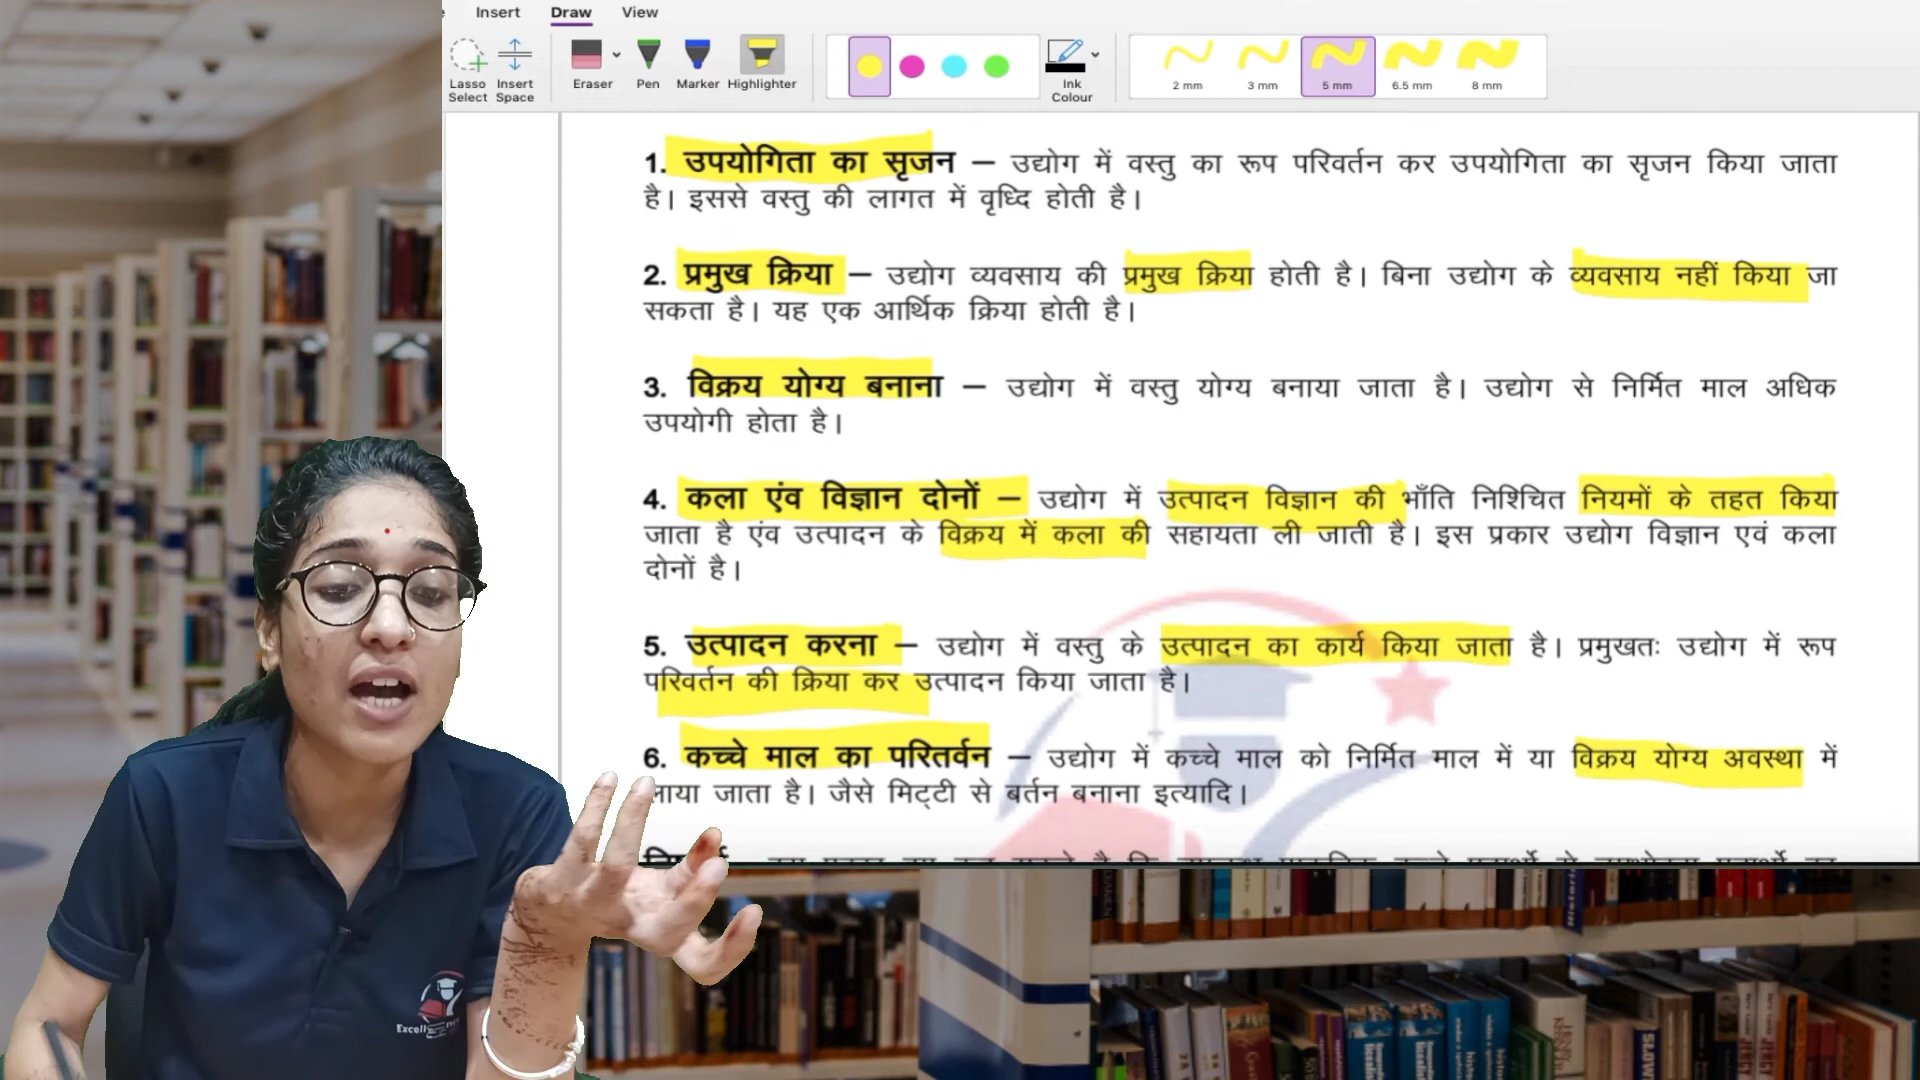 Insert Draw View
Lasso Select
Insert Space
Eraser
Pen
Marker
Highlighter
Ink Colour
2 mm
3 mm
5 mm
6.5 mm
8 mm
1. उपयोगिता का सृजन – उद्योग में वस्तु का रूप परिवर्तन कर उपयोगिता का सृजन किया जाता
है। इससे वस्तु की लागत में वृध्दि होती है।
2. प्रमुख क्रिया – उद्योग व्यवसाय की प्रमुख क्रिया होती है। बिना उद्योग के व्यवसाय नहीं किया जा
सकता है। यह एक आर्थिक क्रिया होती है।
3. विक्रय योग्य बनाना – उद्योग में वस्तु योग्य बनाया जाता है। उद्योग से निर्मित माल अधिक
उपयोगी होता है।
4. कला एंव विज्ञान दोनों – उद्योग में उत्पादन विज्ञान की भाँति निश्चित नियमों के तहत किया
जाता है एंव उत्पादन के विक्रय में कला की सहायता ली जाती है। इस प्रकार उद्योग विज्ञान एवं कला
दोनों है।
5. उत्पादन करना – उद्योग में वस्तु के उत्पादन का कार्य किया जाता है। प्रमुखतः उद्योग में रूप
परिवर्तन की क्रिया कर उत्पादन किया जाता है।
6. कच्चे माल का परितर्वन – उद्योग में कच्चे माल को निर्मित माल में या विक्रय योग्य अवस्था में
लाया जाता है। जैसे मिट्टी से बर्तन बनाना इत्यादि।